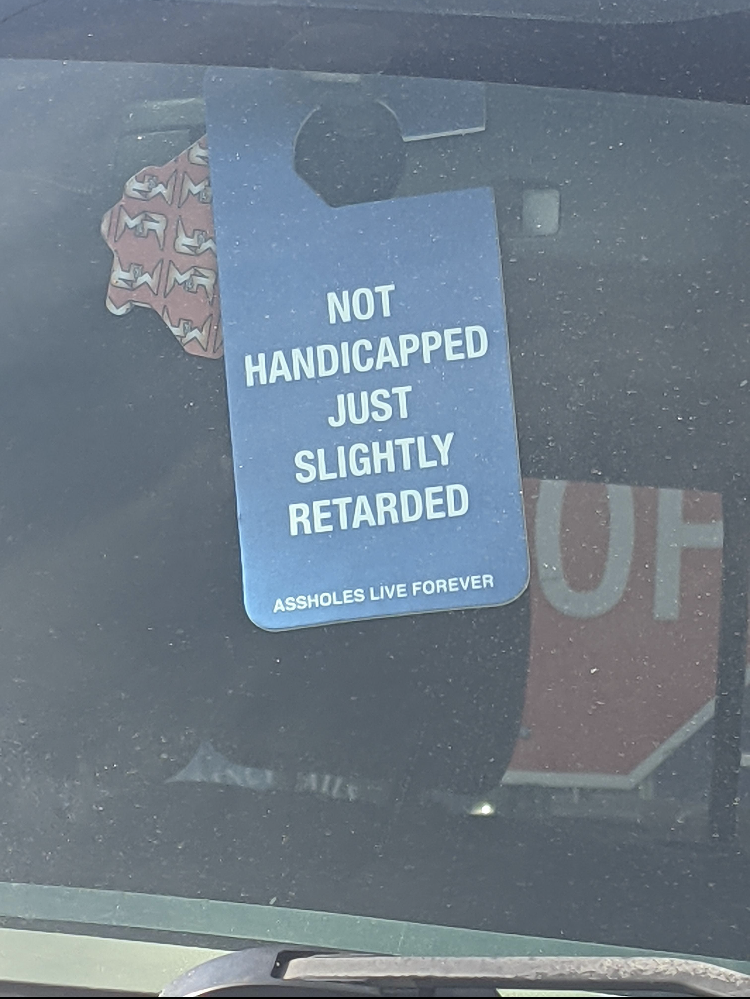 NOT
HANDICAPPED
JUST
SLIGHTLY
RETARDED
ASSHOLES LIVE FOREVER